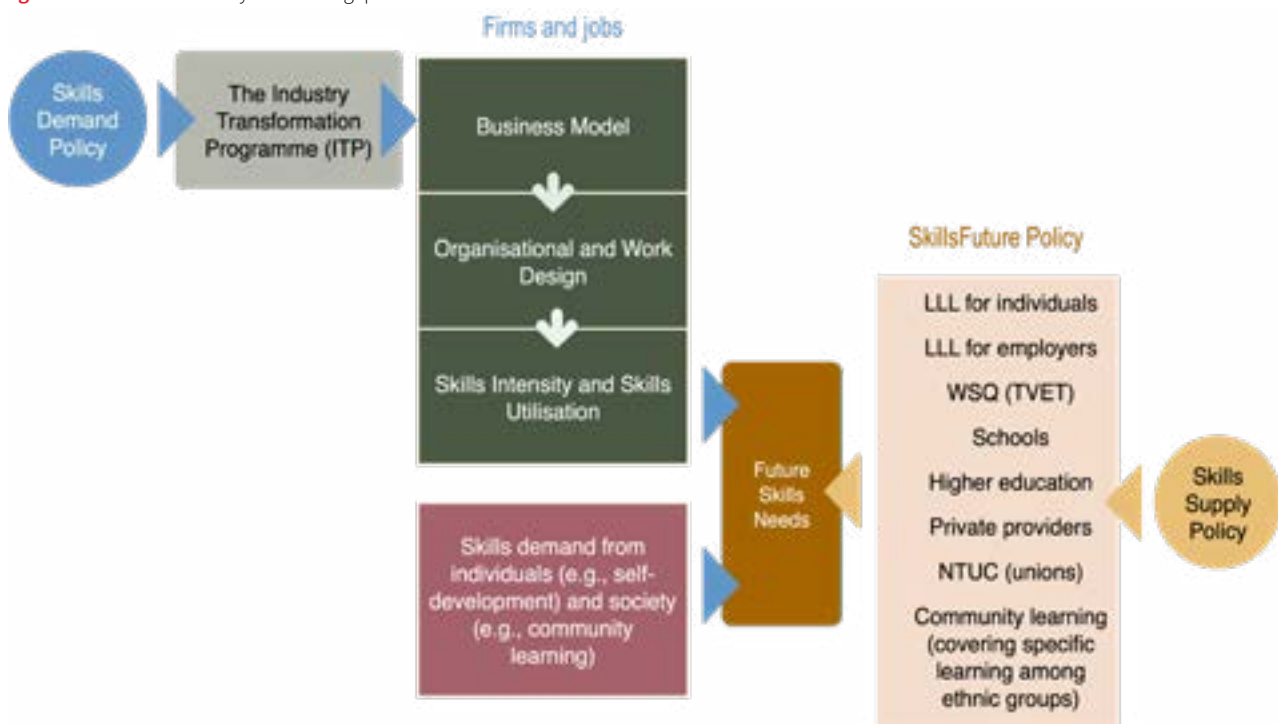 Firms and jobs
Skills
Demand
Policy
The Industry
Transformation
Programme (ITP)
Business Model
Organisational and Work
Design
Skills Intensity and Skills
Utilisation
Skills demand from
individuals (e.g., self-
development) and society
(e.g., community
learning)
Future
Skills
Needs
SkillsFuture Policy
LLL for individuals
LLL for employers
WSQ (TVET)
Schools
Higher education
Private providers
NTUC (unions)
Community learning
(covering specific
learning among
ethnic groups)
Skills
Supply
Policy